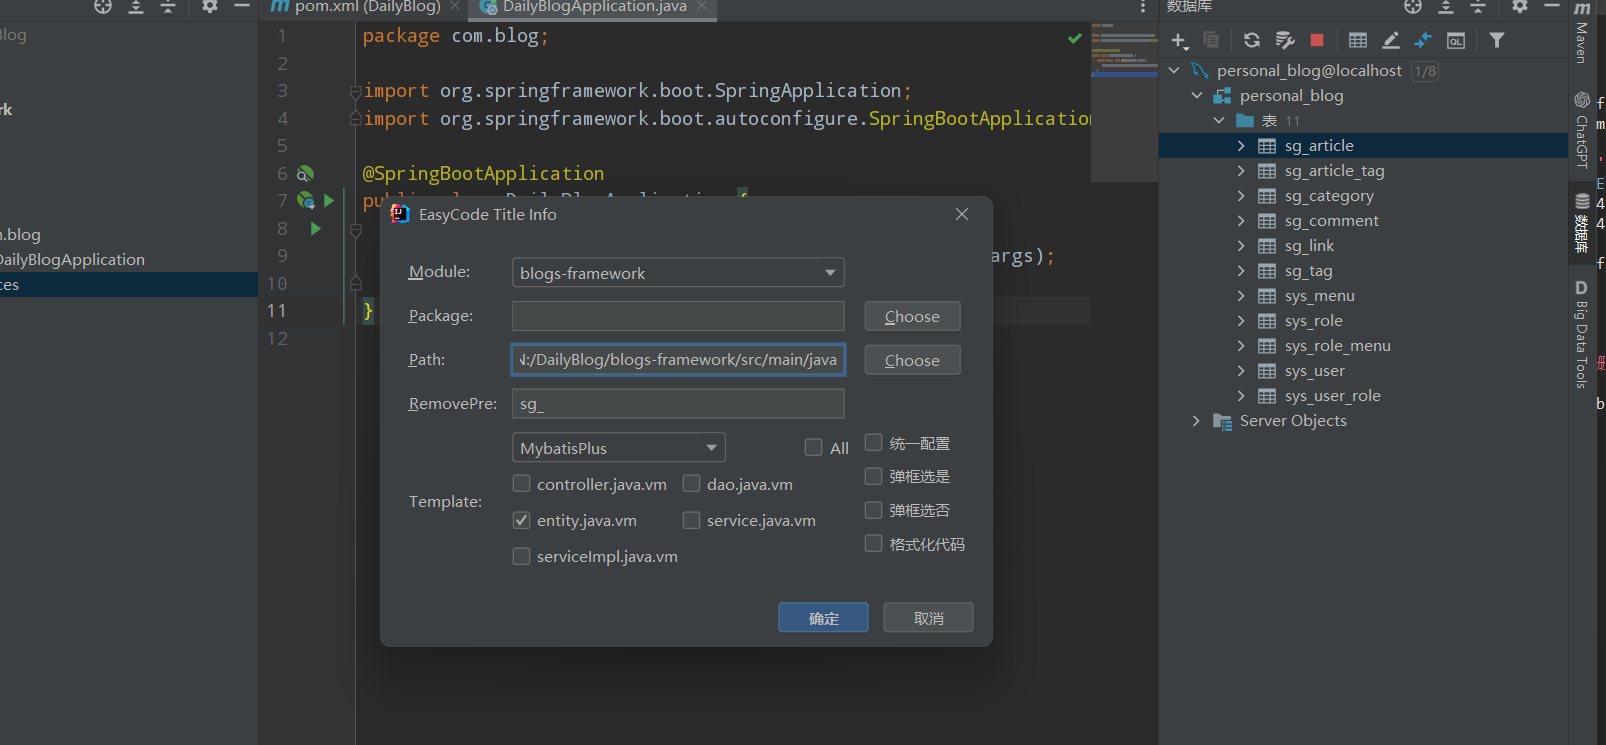 pom.xml (DailyBlog)
DailyBlogApplication.java
数据库
Blog
rk
n.blog
DailyBlogApplication
ces
1 package com.blog;
2
3 import org.springframework.boot.SpringApplication;
4 import org.springframework.boot.autoconfigure.SpringBootApplication
5
6 @SpringBootApplication
7
8
9 args);
10
11 }
12
EasyCode Title Info
Module: blogs-framework
Package: Choose
Path: N:/DailyBlog/blogs-framework/src/main/java Choose
RemovePre: sg_
MybatisPlus All 统一配置
弹框选是
Template:
controller.java.vm dao.java.vm
弹框选否
entity.java.vm service.java.vm
格式化代码
serviceImpl.java.vm
确定 取消
QL
personal_blog@localhost 1/8
personal_blog
表 11
sg_article
sg_article_tag
sg_category
sg_comment
sg_link
sg_tag
sys_menu
sys_role
sys_role_menu
sys_user
sys_user_role
Server Objects
Maven
ChatGPT
数据库
D Big Data Tools